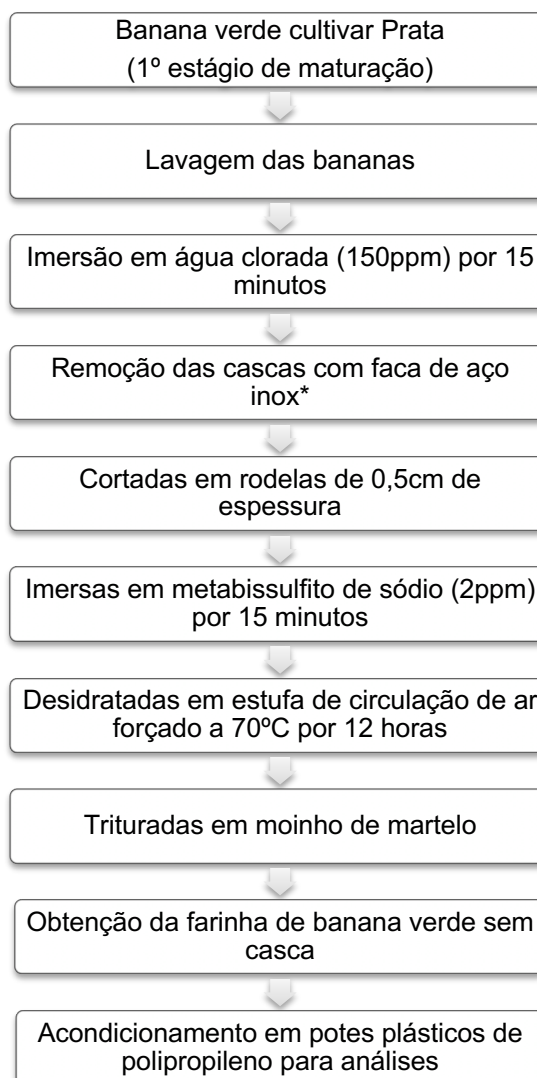 Banana verde cultivar Prata
(1º estágio de maturação)
Lavagem das bananas
Imersão em água clorada (150ppm) por 15
minutos
Remoção das cascas com faca de aço
inox*
Cortadas em rodelas de 0,5cm de
espessura
Imersas em metabissulfito de sódio (2ppm)
por 15 minutos
Desidratadas em estufa de circulação de ar
forçado a 70ºC por 12 horas
Trituradas em moinho de martelo
Obtenção da farinha de banana verde sem
casca
Acondicionamento em potes plásticos de
polipropileno para análises